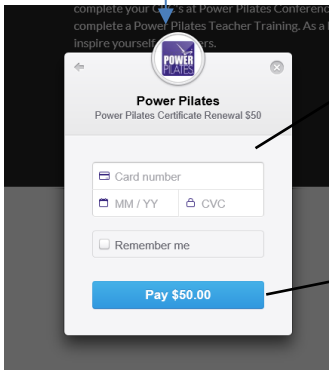 complete your CEC's at Power Pilates Conferenc
complete a Power Pilates Teacher Training. As a
inspire yourself
POWER
PILATES
Power Pilates
Power Pilates Certificate Renewal $50
Card number
MM / YY
CVC
Remember me
Pay $50.00